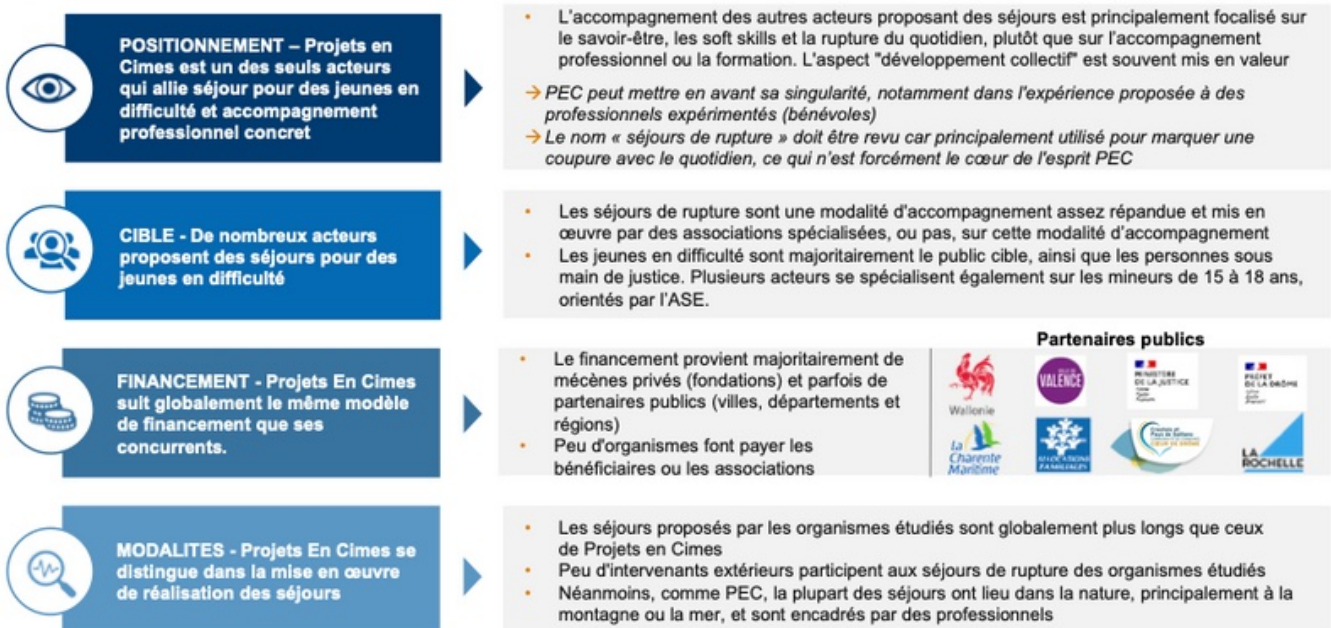 POSITIONNEMENT – Projets en
Cimes est un des seuls acteurs
qui allie séjour pour des jeunes en
difficulté et accompagnement
professionnel concret
• L'accompagnement des autres acteurs proposant des séjours est principalement focalisé sur
le savoir-être, les soft skills et la rupture du quotidien, plutôt que sur l'accompagnement
professionnel ou la formation. L'aspect "développement collectif" est souvent mis en valeur
→ PEC peut mettre en avant sa singularité, notamment dans l'expérience proposée à des
professionnels expérimentés (bénévoles)
→ Le nom « séjours de rupture » doit être revu car principalement utilisé pour marquer une
coupure avec le quotidien, ce qui n'est forcément le cœur de l'esprit PEC
CIBLE - De nombreux acteurs
proposent des séjours pour des
jeunes en difficulté
• Les séjours de rupture sont une modalité d'accompagnement assez répandue et mis en
œuvre par des associations spécialisées, ou pas, sur cette modalité d'accompagnement
• Les jeunes en difficulté sont majoritairement le public cible, ainsi que les personnes sous
main de justice. Plusieurs acteurs se spécialisent également sur les mineurs de 15 à 18 ans,
orientés par l'ASE.
FINANCEMENT - Projets En Cimes
suit globalement le même modèle
de financement que ses
concurrents.
• Le financement provient majoritairement de
mécènes privés (fondations) et parfois de
partenaires publics (villes, départements et
régions)
• Peu d'organismes font payer les
bénéficiaires ou les associations
Partenaires publics
Wallonie
VALENCE
MINISTÈRE
DE LA JUSTICE
PRÉFET
DE LA DRÔME
la
Charente
Maritime
ALLOCATIONS
FAMILIALES
CŒUR DE DRÔME
LA
ROCHELLE
MODALITES - Projets En Cimes se
distingue dans la mise en œuvre
de réalisation des séjours
• Les séjours proposés par les organismes étudiés sont globalement plus longs que ceux
de Projets en Cimes
• Peu d'intervenants extérieurs participent aux séjours de rupture des organismes étudiés
• Néanmoins, comme PEC, la plupart des séjours ont lieu dans la nature, principalement à la
montagne ou la mer, et sont encadrés par des professionnels